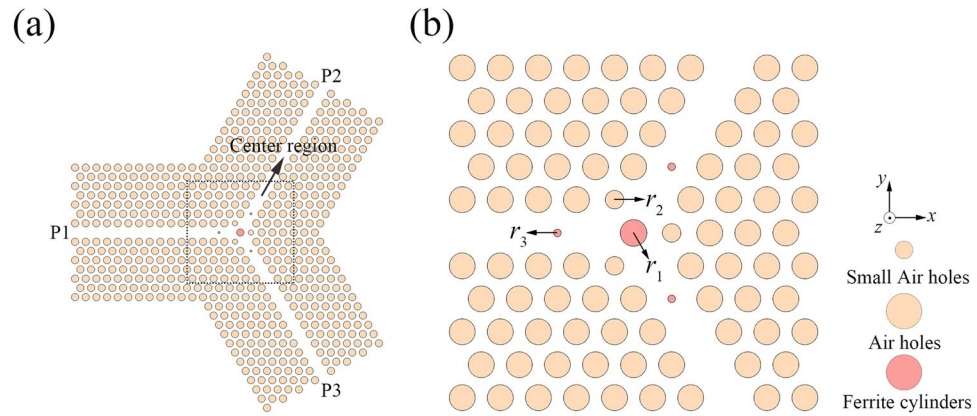 (a)
P2
Center region
P1
P3
(b)
r2
r3
r1
y
z
x
Small Air holes
Air holes
Ferrite cylinders